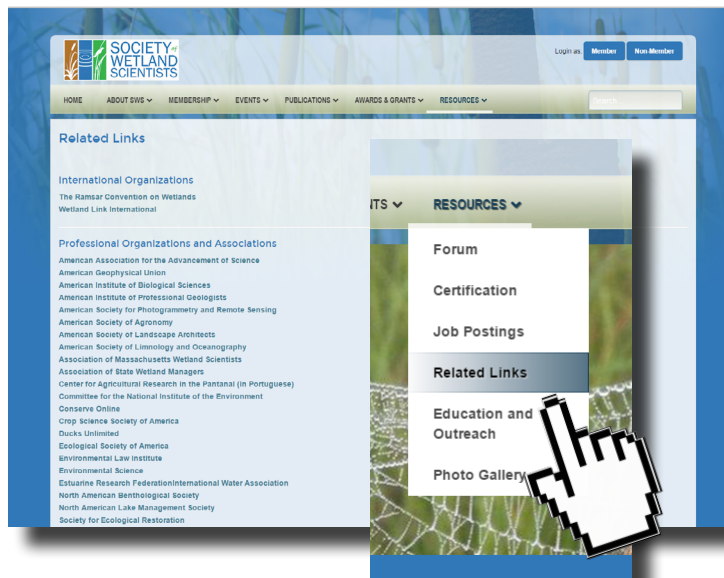 SOCIETY of
WETLAND
SCIENTISTS
Login as: Member Non-Member
HOME ABOUT SWS MEMBERSHIP EVENTS PUBLICATIONS AWARDS & GRANTS RESOURCES
Search
Related Links
International Organizations
The Ramsar Convention on Wetlands
Wetland Link International
Professional Organizations and Associations
American Association for the Advancement of Science
American Geophysical Union
American Institute of Biological Sciences
American Institute of Professional Geologists
American Society for Photogrammetry and Remote Sensing
American Society of Agronomy
American Society of Landscape Architects
American Society of Limnology and Oceanography
Association of Massachusetts Wetland Scientists
Association of State Wetland Managers
Center for Agricultural Research in the Pantanal (in Portuguese)
Committee for the National Institute of the Environment
Conserve Online
Crop Science Society of America
Ducks Unlimited
Ecological Society of America
Environmental Law Institute
Environmental Science
Estuarine Research FederationInternational Water Association
North American Benthological Society
North American Lake Management Society
Society for Ecological Restoration
NTS RESOURCES
Forum
Certification
Job Postings
Related Links
Education and
Outreach
Photo Gallery